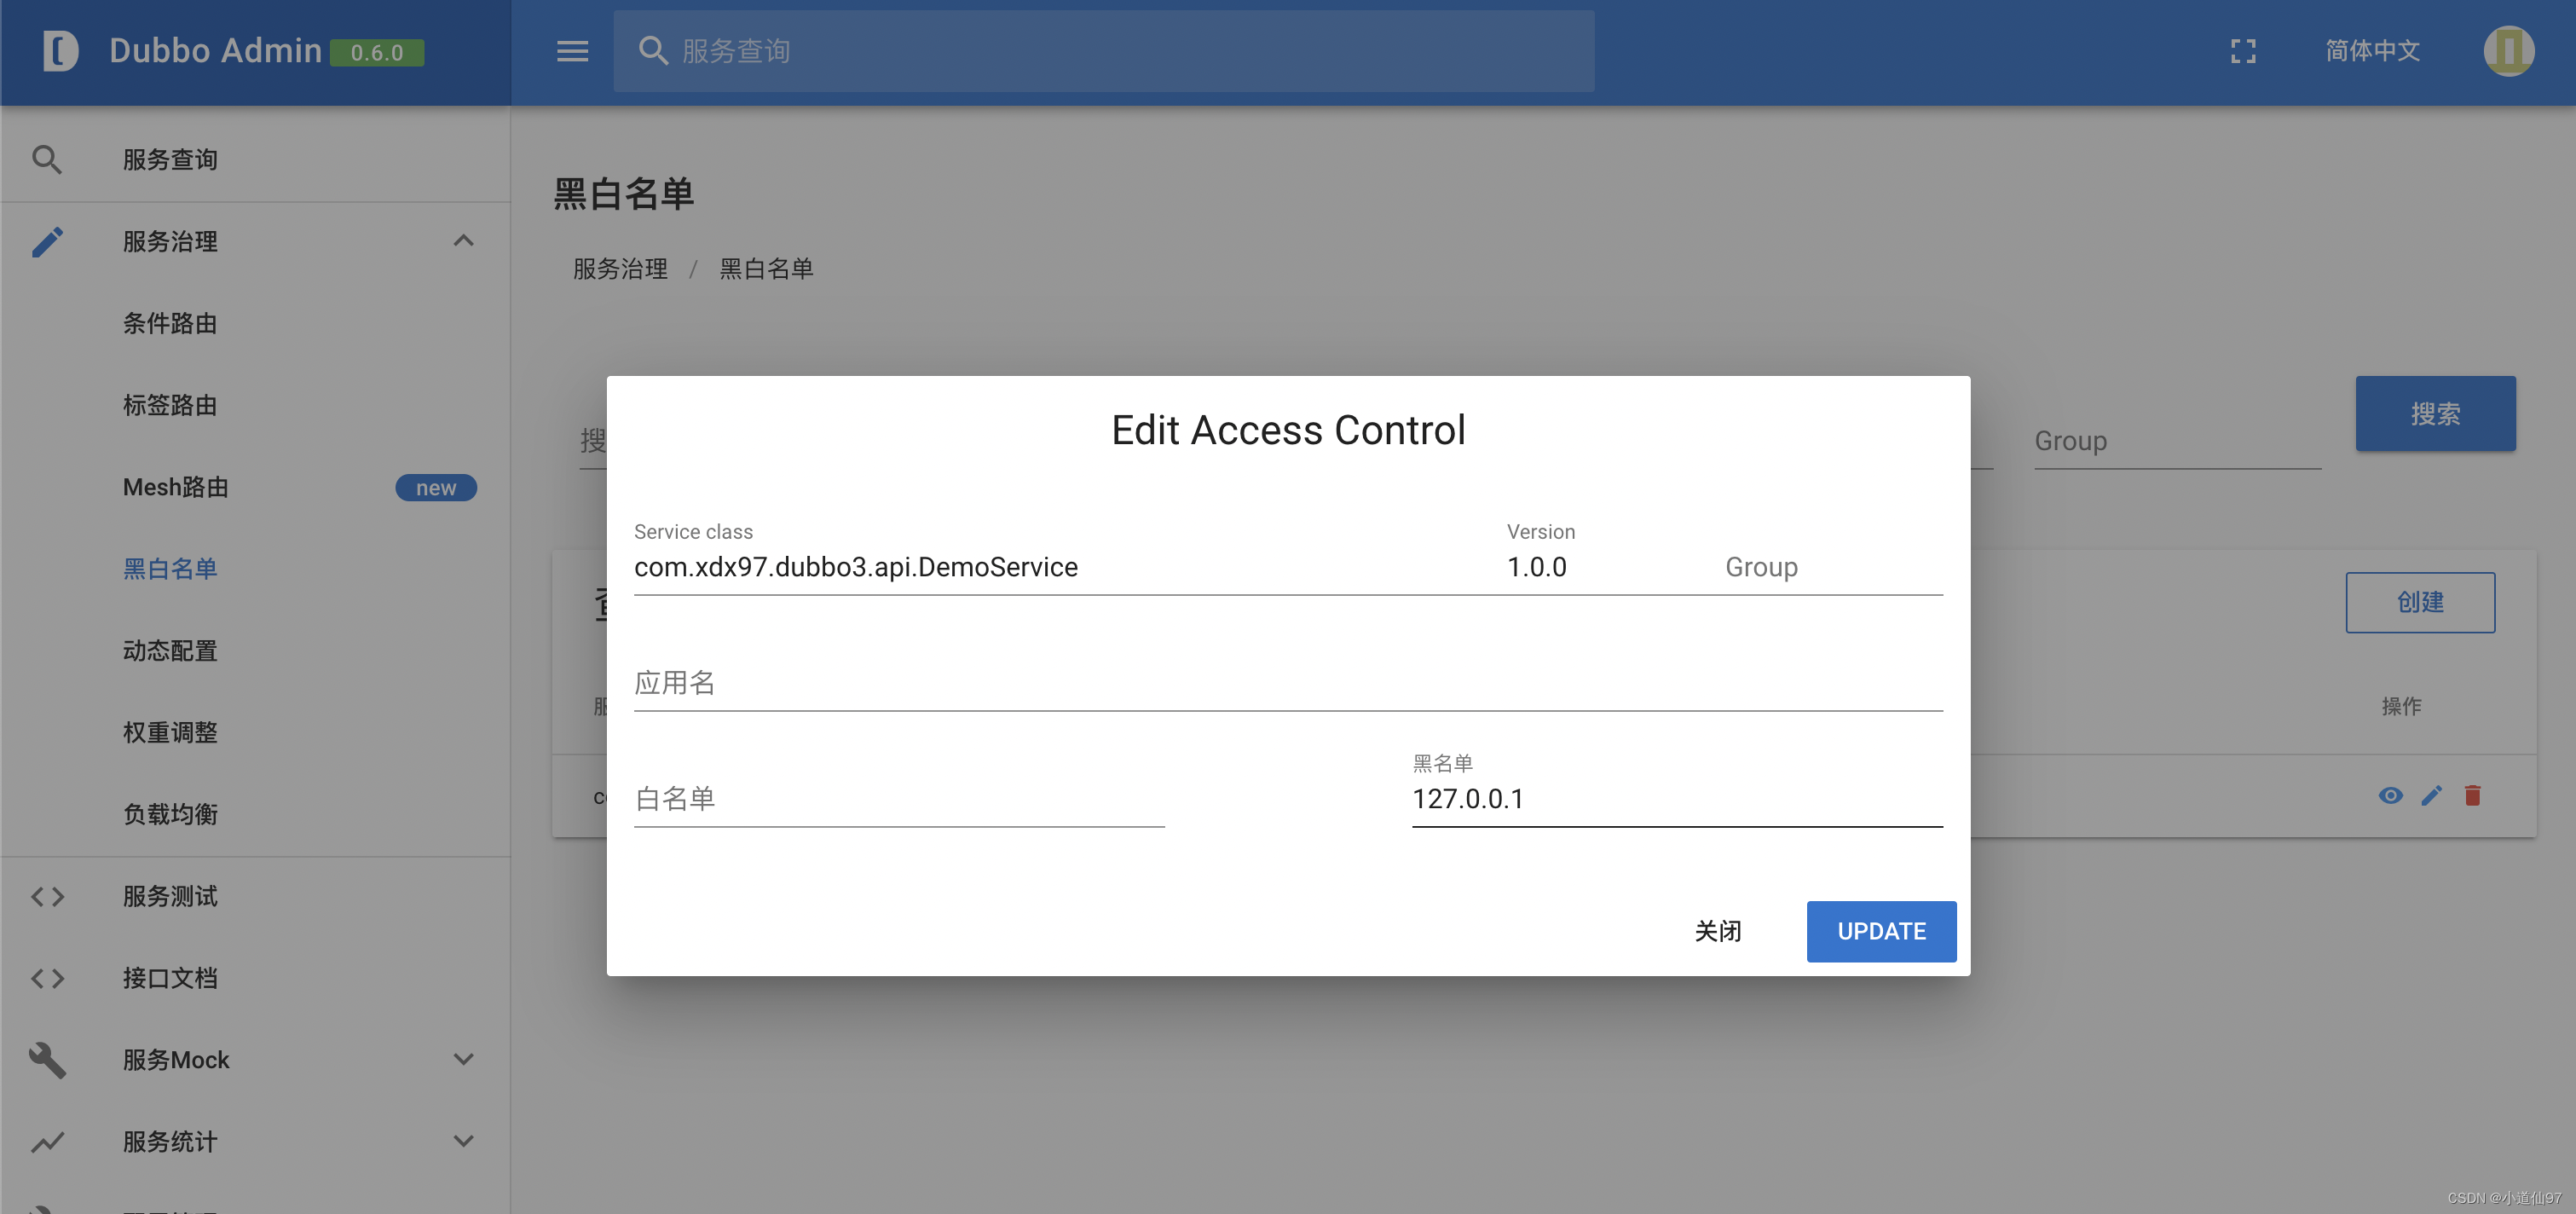 Dubbo Admin 0.6.0
服务查询
简体中文
服务查询
服务治理
条件路由
标签路由
Mesh路由 new
黑白名单
动态配置
权重调整
负载均衡
服务测试
接口文档
服务Mock
服务统计
黑白名单
服务治理 / 黑白名单
搜
Group
搜索
创建
操作
Edit Access Control
Service class
com.xdx97.dubbo3.api.DemoService
Version
1.0.0
Group
应用名
白名单
黑名单
127.0.0.1
关闭
UPDATE
CSDN @小道仙97